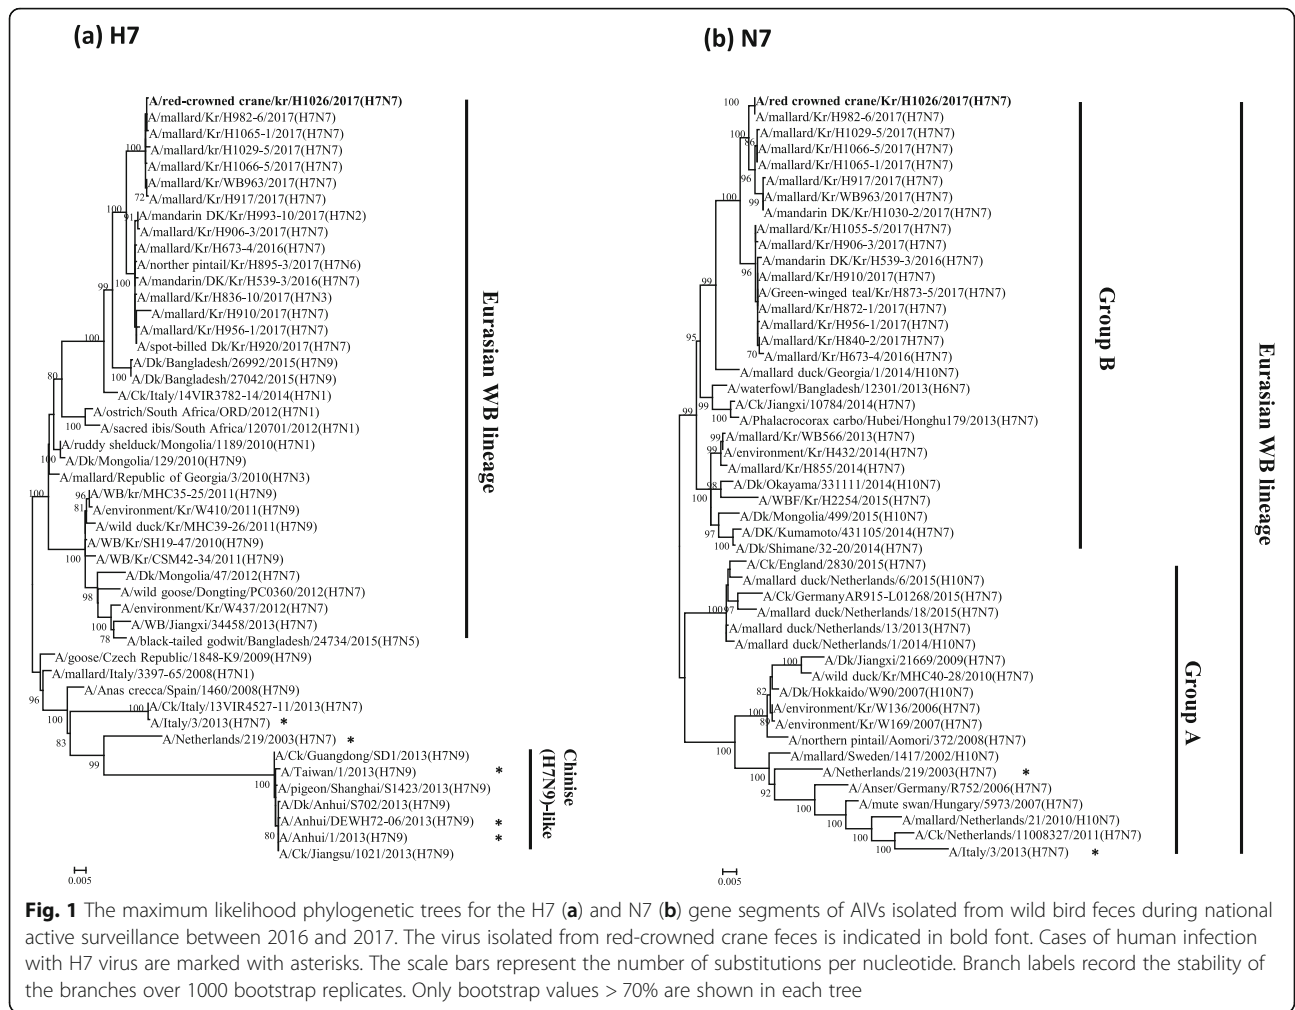 (a) H7
A/red-crowned crane/kr/H1026/2017(H7N7)
A/mallard/Kr/H982-6/2017(H7N7)
A/mallard/Kr/H1065-1/2017(H7N7)
A/mallard/kr/H1029-5/2017(H7N7)
100
A/mallard/Kr/H1066-5/2017(H7N7)
A/mallard/Kr/WB963/2017(H7N7)
72
A/mallard/Kr/H917/2017(H7N7)
100
91
A/mandarin DK/Kr/H993-10/2017(H7N2)
A/mallard/Kr/H906-3/2017(H7N7)
A/mallard/Kr/H673-4/2016(H7N7)
A/norther pintail/Kr/H895-3/2017(H7N6)
99
100
A/mandarin/DK/Kr/H539-3/2016(H7N7)
A/mallard/Kr/H836-10/2017(H7N3)
A/mallard/Kr/H910/2017(H7N7)
A/mallard/Kr/H956-1/2017(H7N7)
100
A/spot-billed Dk/Kr/H920/2017(H7N7)
A/Dk/Bangladesh/26992/2015(H7N9)
80
100
A/Dk/Bangladesh/27042/2015(H7N9)
A/Ck/Italy/14VIR3782-14/2014(H7N1)
A/ostrich/South Africa/ORD/2012(H7N1)
100
A/sacred ibis/South Africa/120701/2012(H7N1)
A/ruddy shelduck/Mongolia/1189/2010(H7N1)
100
A/Dk/Mongolia/129/2010(H7N9)
A/mallard/Republic of Georgia/3/2010(H7N3)
100
96
A/WB/kr/MHC35-25/2011(H7N9)
81
A/environment/Kr/W410/2011(H7N9)
A/wild duck/Kr/MHC39-26/2011(H7N9)
A/WB/Kr/SH19-47/2010(H7N9)
100
A/WB/Kr/CSM42-34/2011(H7N9)
A/Dk/Mongolia/47/2012(H7N7)
98
A/wild goose/Dongting/PC0360/2012(H7N7)
A/environment/Kr/W437/2012(H7N7)
100
A/WB/Jiangxi/34458/2013(H7N7)
78
A/black-tailed godwit/Bangladesh/24734/2015(H7N5)
A/goose/Czech Republic/1848-K9/2009(H7N9)
A/mallard/Italy/3397-65/2008(H7N1)
96
A/Anas crecca/Spain/1460/2008(H7N9)
100
100
A/Ck/Italy/13VIR4527-11/2013(H7N7)
A/Italy/3/2013(H7N7) *
83
A/Netherlands/219/2003(H7N7) *
99
A/Ck/Guangdong/SD1/2013(H7N9)
A/Taiwan/1/2013(H7N9) *
100
A/pigeon/Shanghai/S1423/2013(H7N9)
A/Dk/Anhui/S702/2013(H7N9)
A/Anhui/DEWH72-06/2013(H7N9) *
80
A/Anhui/1/2013(H7N9) *
A/Ck/Jiangsu/1021/2013(H7N9)
0.005
Eurasian WB lineage
Chinise
(H7N9)-like
(b) N7
100
A/red crowned crane/Kr/H1026/2017(H7N7)
A/mallard/Kr/H982-6/2017(H7N7)
100
86
A/mallard/Kr/H1029-5/2017(H7N7)
A/mallard/Kr/H1066-5/2017(H7N7)
A/mallard/Kr/H1065-1/2017(H7N7)
96
A/mallard/Kr/H917/2017(H7N7)
100
99
A/mallard/Kr/WB963/2017(H7N7)
A/mandarin DK/Kr/H1030-2/2017(H7N7)
A/mallard/Kr/H1055-5/2017(H7N7)
A/mallard/Kr/H906-3/2017(H7N7)
A/mandarin DK/Kr/H539-3/2016(H7N7)
96
A/mallard/Kr/H910/2017(H7N7)
99
A/Green-winged teal/Kr/H873-5/2017(H7N7)
A/mallard/Kr/H872-1/2017(H7N7)
A/mallard/Kr/H956-1/2017(H7N7)
95
A/mallard/Kr/H840-2/2017H7N7)
70
A/mallard/Kr/H673-4/2016(H7N7)
A/mallard duck/Georgia/1/2014(H10N7)
A/waterfowl/Bangladesh/12301/2013(H6N7)
99
99
A/Ck/Jiangxi/10784/2014(H7N7)
100
A/Phalacrocorax carbo/Hubei/Honghu179/2013(H7N7)
99
A/mallard/Kr/WB566/2013(H7N7)
99
A/environment/Kr/H432/2014(H7N7)
A/mallard/Kr/H855/2014(H7N7)
98
A/Dk/Okayama/331111/2014(H10N7)
100
A/WBF/Kr/H2254/2015(H7N7)
A/Dk/Mongolia/499/2015(H10N7)
97
A/DK/Kumamoto/431105/2014(H7N7)
100
A/Dk/Shimane/32-20/2014(H7N7)
A/Ck/England/2830/2015(H7N7)
A/mallard duck/Netherlands/6/2015(H10N7)
A/Ck/GermanyAR915-L01268/2015(H7N7)
100
97
A/mallard duck/Netherlands/18/2015(H7N7)
A/mallard duck/Netherlands/13/2013(H7N7)
A/mallard duck/Netherlands/1/2014/H10N7)
100
A/Dk/Jiangxi/21669/2009(H7N7)
A/wild duck/Kr/MHC40-28/2010(H7N7)
82
A/Dk/Hokkaido/W90/2007(H10N7)
100
A/environment/Kr/W136/2006(H7N7)
89
A/environment/Kr/W169/2007(H7N7)
100
A/northern pintail/Aomori/372/2008(H7N7)
A/mallard/Sweden/1417/2002/H10N7)
100
A/Netherlands/219/2003(H7N7) *
92
A/Anser/Germany/R752/2006(H7N7)
100
A/mute swan/Hungary/5973/2007(H7N7)
100
A/mallard/Netherlands/21/2010/H10N7)
100
A/Ck/Netherlands/11008327/2011(H7N7)
100
A/Italy/3/2013(H7N7) *
0.005
Group B
Group A
Eurasian WB lineage
Fig. 1 The maximum likelihood phylogenetic trees for the H7 (a) and N7 (b) gene segments of AIVs isolated from wild bird feces during national
active surveillance between 2016 and 2017. The virus isolated from red-crowned crane feces is indicated in bold font. Cases of human infection
with H7 virus are marked with asterisks. The scale bars represent the number of substitutions per nucleotide. Branch labels record the stability of
the branches over 1000 bootstrap replicates. Only bootstrap values > 70% are shown in each tree